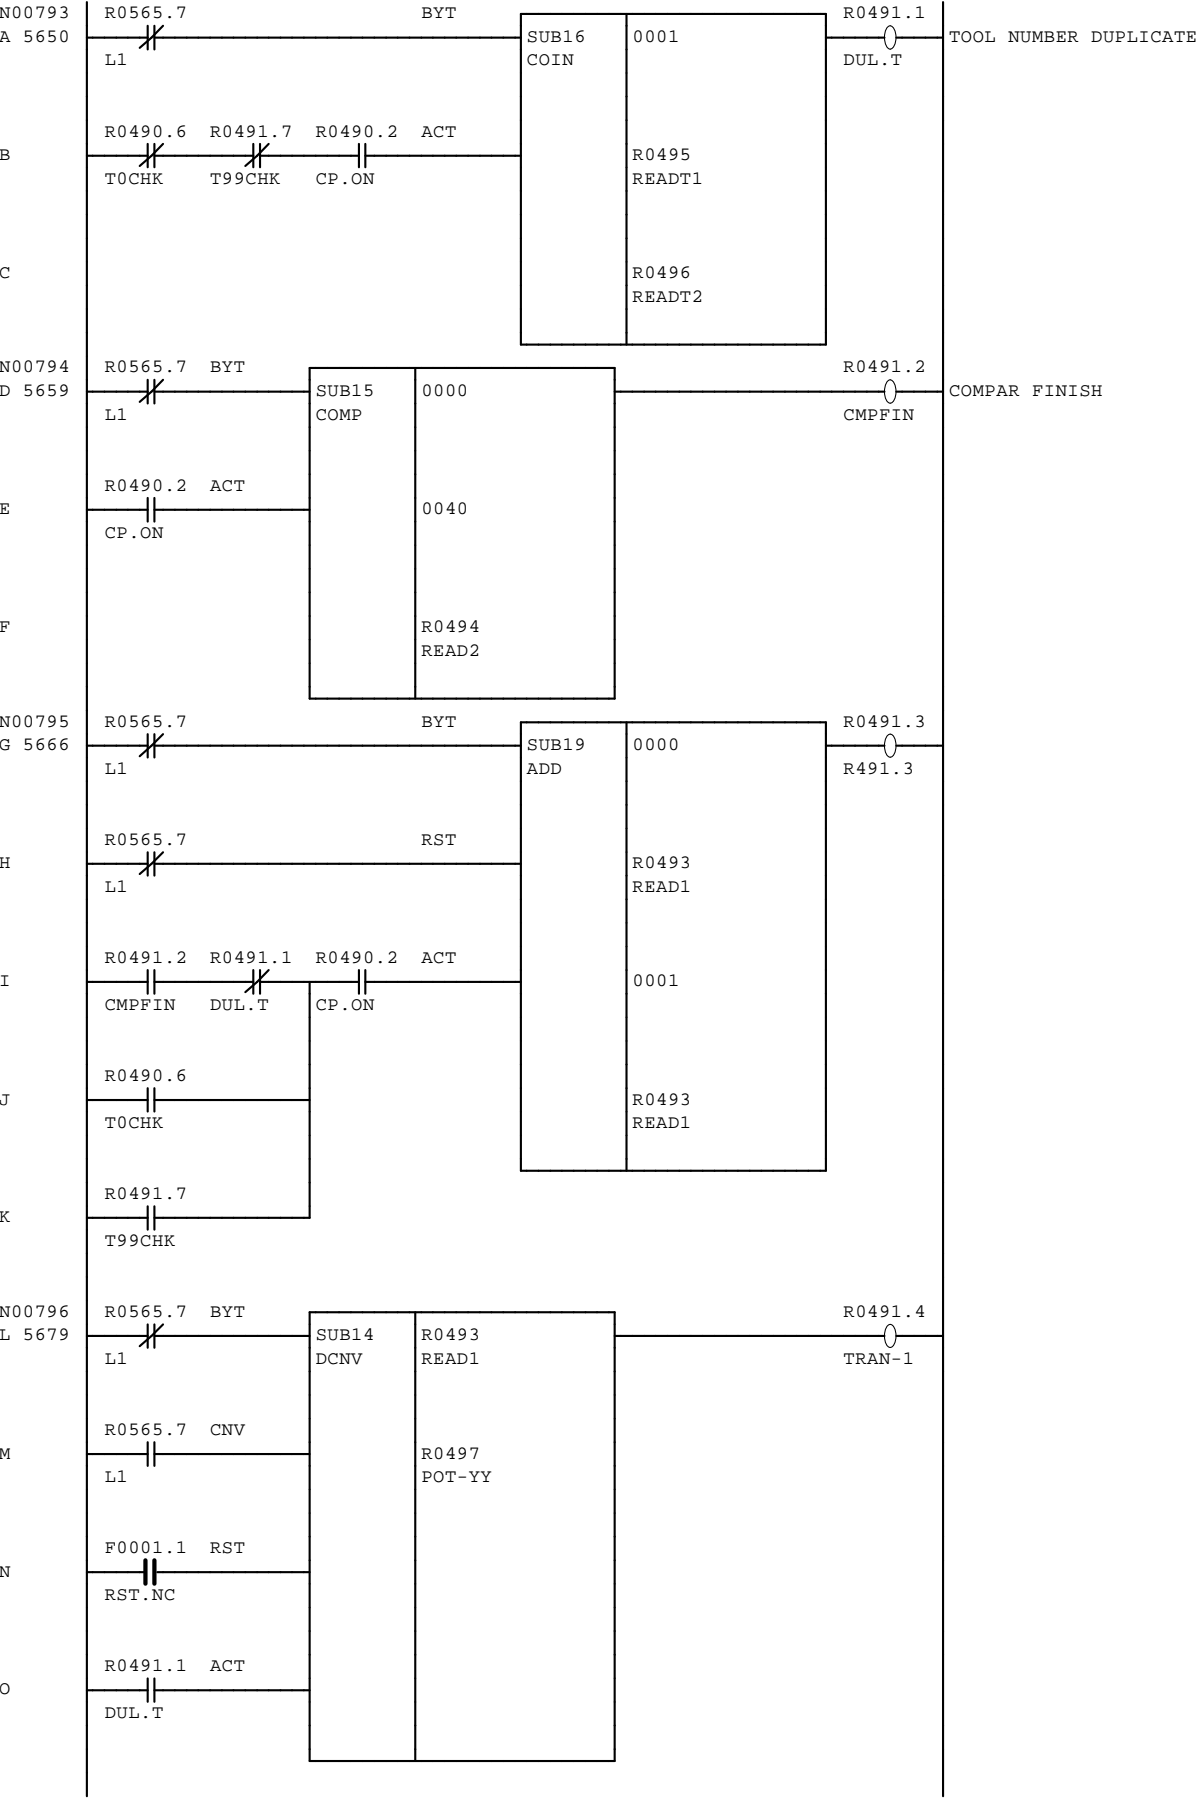 N00793 R0565.7 BYT R0491.1
A 5650 SUB16 0001 TOOL NUMBER DUPLICATE
L1 COIN DUL.T
R0490.6 R0491.7 R0490.2 ACT
B R0495
T0CHK T99CHK CP.ON READT1
C R0496
READT2
N00794 R0565.7 BYT R0491.2
D 5659 SUB15 0000 COMPAR FINISH
L1 COMP CMPFIN
R0490.2 ACT
E 0040
CP.ON
F R0494
READ2
N00795 R0565.7 BYT R0491.3
G 5666 SUB19 0000
L1 ADD R491.3
R0565.7 RST
H R0493
L1 READ1
R0491.2 R0491.1 R0490.2 ACT
I 0001
CMPFIN DUL.T CP.ON
R0490.6
J R0493
T0CHK READ1
R0491.7
K
T99CHK
N00796 R0565.7 BYT R0491.4
L 5679 SUB14 R0493
L1 DCNV READ1 TRAN-1
R0565.7 CNV
M R0497
L1 POT-YY
F0001.1 RST
N
RST.NC
R0491.1 ACT
O
DUL.T